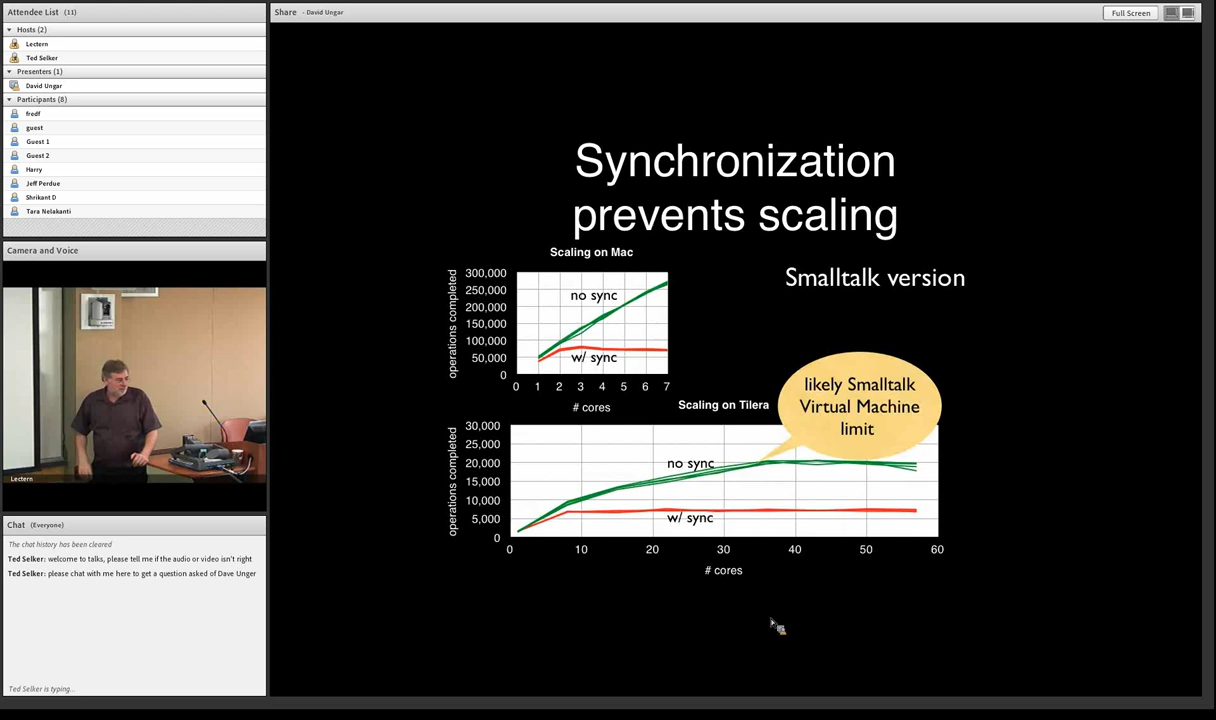 Attendee List (11)
Hosts (2)
Lectern
Ted Selker
Presenters (1)
David Ungar
Participants (8)
fredf
guest
Guest 1
Guest 2
Harry
Jeff Perdue
Shrikant D
Tara Nelakanti
Camera and Voice
Lectern
Chat (Everyone)
The chat history has been cleared
Ted Selker: welcome to talks, please tell me if the audio or video isn't right
Ted Selker: please chat with me here to get a question asked of Dave Unger
Ted Selker is typing...
Share - David Ungar
Full Screen
Synchronization
prevents scaling
Smalltalk version
Scaling on Mac
operations completed
300,000
250,000
200,000
150,000
100,000
50,000
0
no sync
w/ sync
0 1 2 3 4 5 6 7
# cores
Scaling on Tilera
likely Smalltalk
Virtual Machine
limit
operations completed
30,000
25,000
20,000
15,000
10,000
5,000
0
no sync
w/ sync
0 10 20 30 40 50 60
# cores